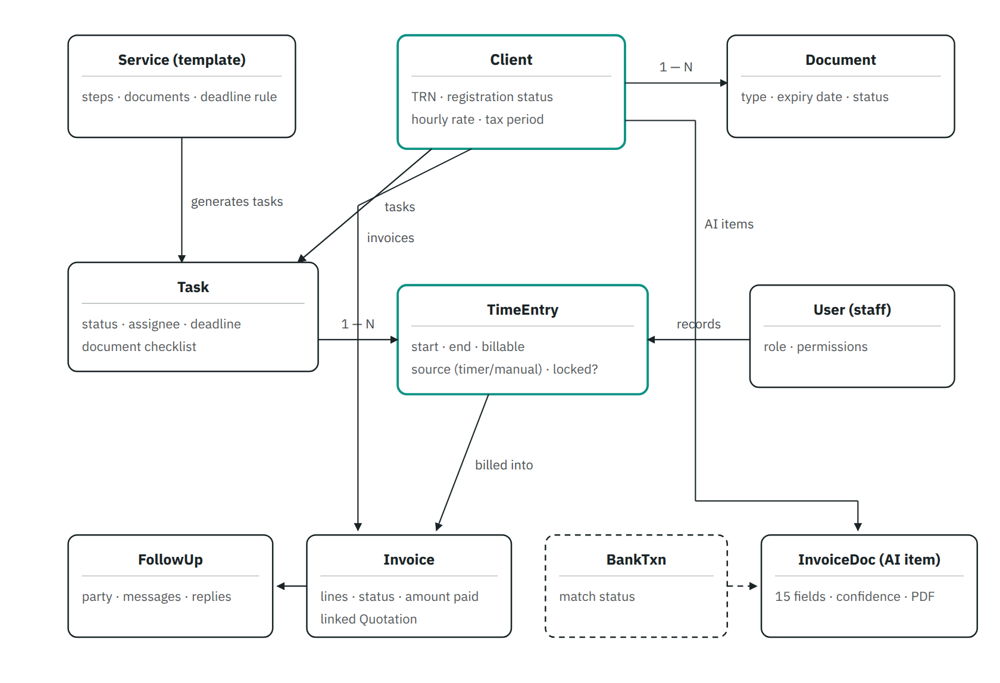 Service (template)
steps · documents · deadline rule
Client
TRN · registration status
hourly rate · tax period
1 — N
Document
type · expiry date · status
generates tasks
tasks
invoices
AI items
Task
status · assignee · deadline
document checklist
1 — N
TimeEntry
start · end · billable
source (timer/manual) · locked?
records
User (staff)
role · permissions
billed into
FollowUp
party · messages · replies
Invoice
lines · status · amount paid
linked Quotation
BankTxn
match status
InvoiceDoc (AI item)
15 fields · confidence · PDF